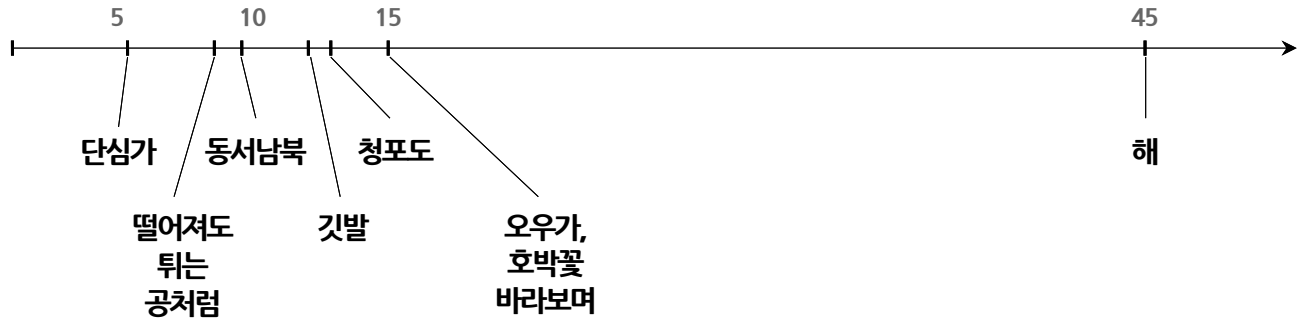 5 10 15 45
단심가 동서남북 청포도 해
떨어져도
튀는
공처럼
깃발
오우가,
호박꽃
바라보며